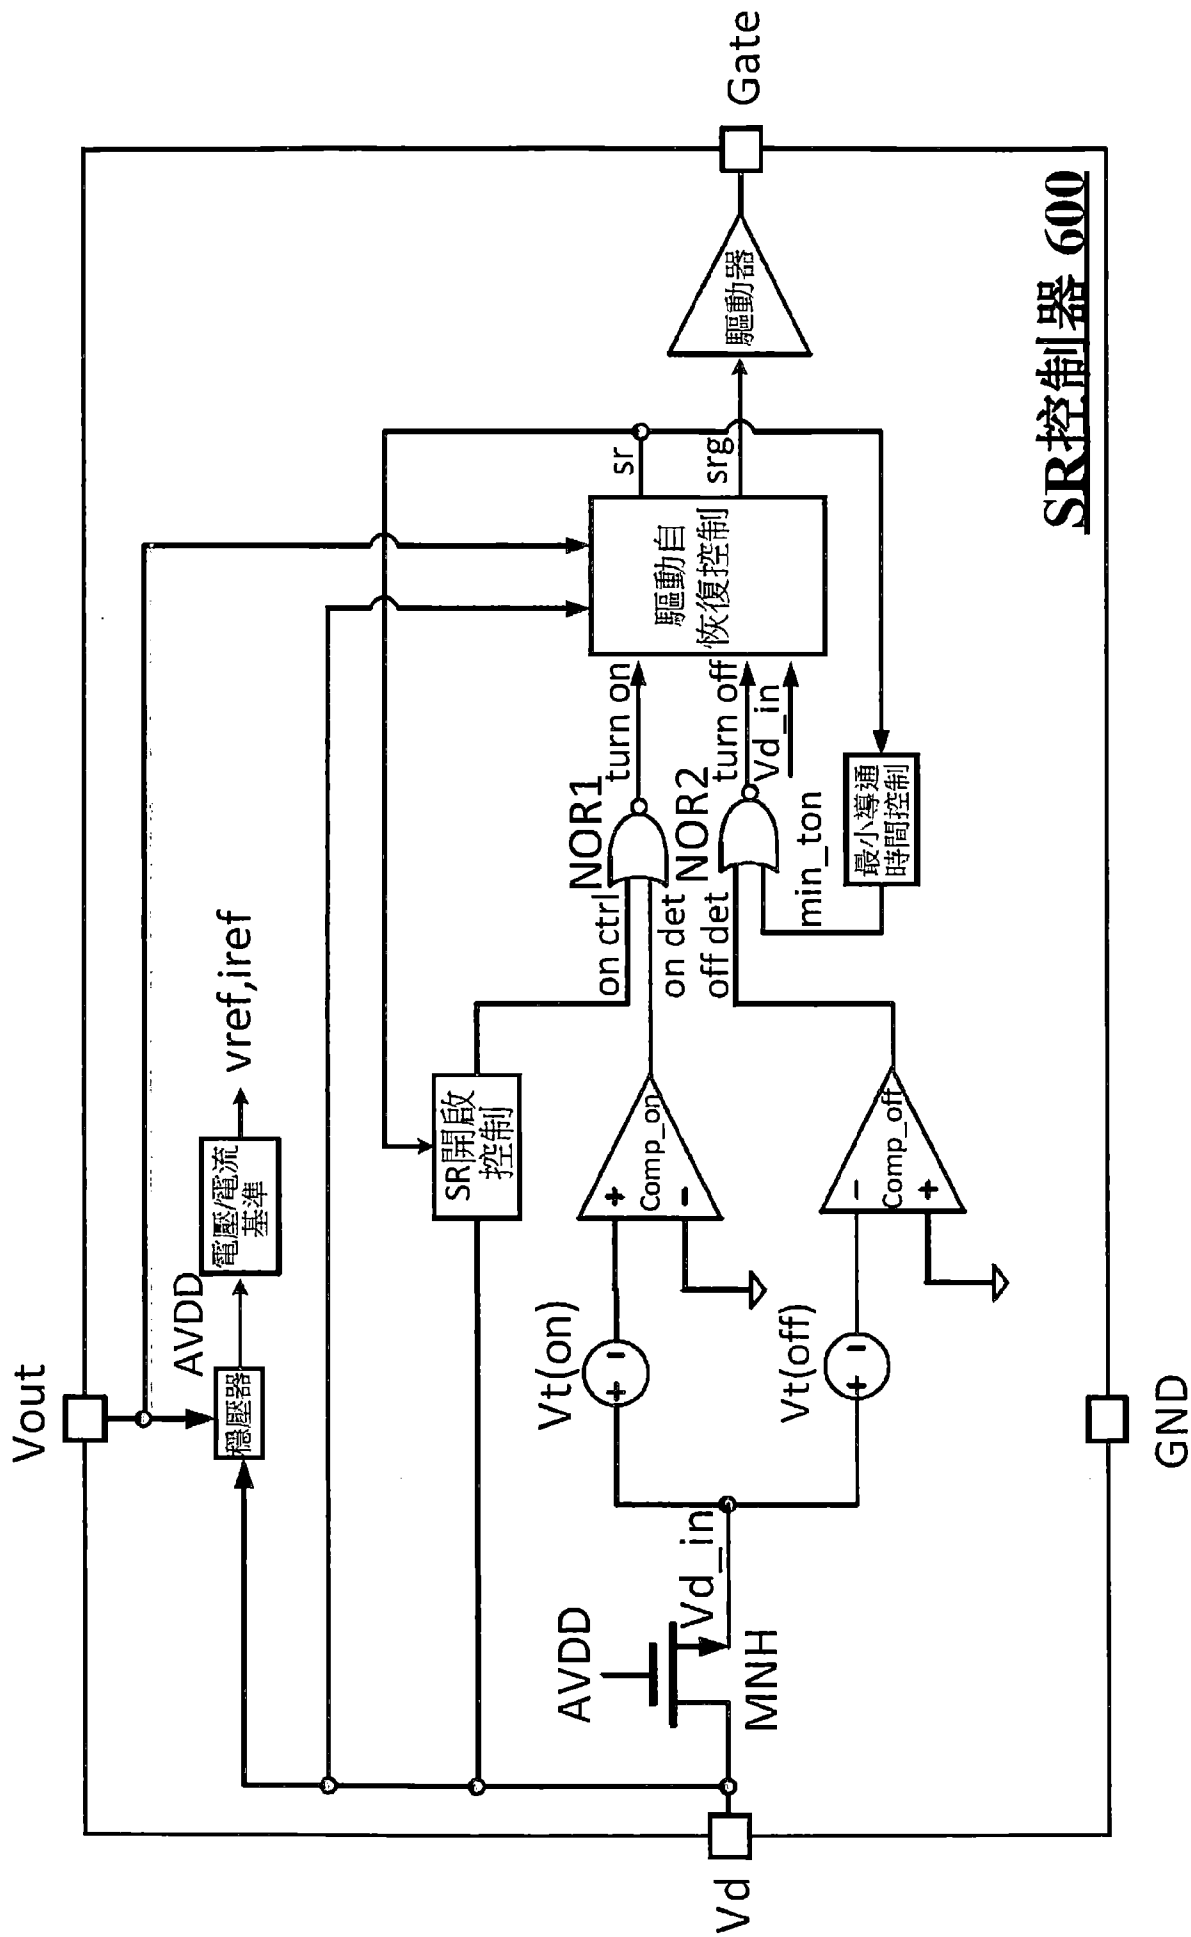 Vout
AVDD
穩壓器
電壓/電流
基準
vref,iref
SR開啟
控制
AVDD
Vd_in
MNH
Vd
Vt(on)
Vt(off)
Comp_on
+
-
Comp_off
-
+
on ctrl
on det
off det
min_ton
NOR1
NOR2
turn on
turn off
Vd_in
最小導通
時間控制
驅動自
恢復控制
sr
srg
驅動器
Gate
GND
SR控制器 600